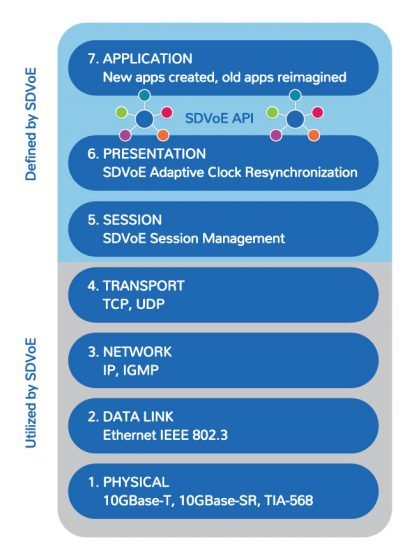 Defined by SDVoE
7. APPLICATION
New apps created, old apps reimagined
SDVoE API
6. PRESENTATION
SDVoE Adaptive Clock Resynchronization
5. SESSION
SDVoE Session Management
Utilized by SDVoE
4. TRANSPORT
TCP, UDP
3. NETWORK
IP, IGMP
2. DATA LINK
Ethernet IEEE 802.3
1. PHYSICAL
10GBase-T, 10GBase-SR, TIA-568